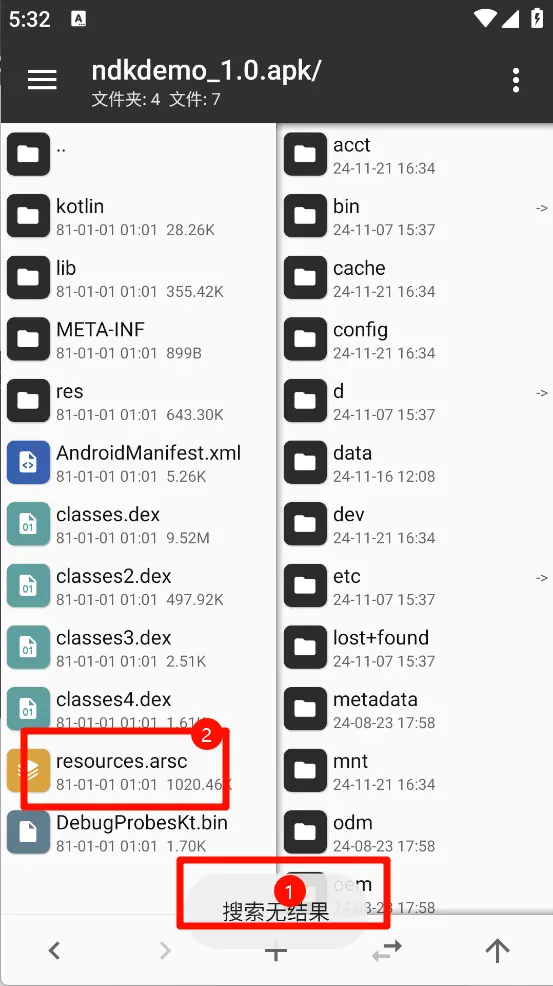 5:32 A
ndkdemo_1.0.apk/
文件夹: 4 文件: 7
..
kotlin
81-01-01 01:01 28.26K
lib
81-01-01 01:01 355.42K
META-INF
81-01-01 01:01 899B
res
81-01-01 01:01 643.30K
AndroidManifest.xml
81-01-01 01:01 5.26K
01
classes.dex
81-01-01 01:01 9.52M
01
classes2.dex
81-01-01 01:01 497.92K
01
classes3.dex
81-01-01 01:01 2.51K
01
classes4.dex
81-01-01 01:01 1.61K
2
resources.arsc
81-01-01 01:01 1020.46K
DebugProbesKt.bin
81-01-01 01:01 1.70K
acct
24-11-21 16:34
bin ->
24-11-07 15:37
cache
24-11-21 16:34
config
24-11-21 16:34
d ->
24-11-07 15:37
data
24-11-16 12:08
dev
24-11-21 16:34
etc ->
24-11-07 15:37
lost+found
24-11-07 15:37
metadata
24-08-23 17:58
mnt
24-11-21 16:34
odm
24-08-23 17:58
oem
24-08-23 17:58
1
搜索无结果